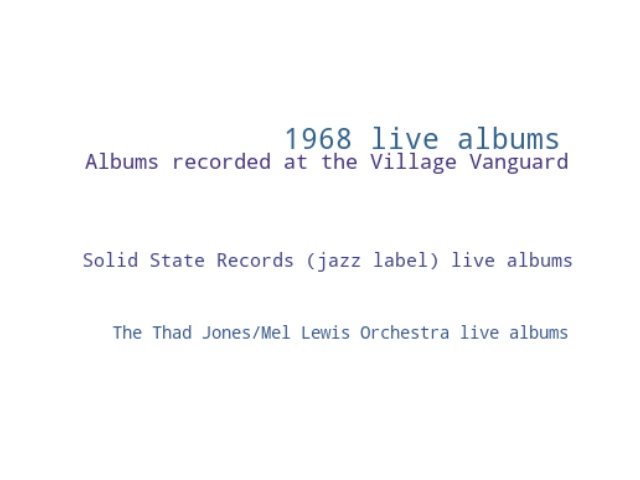 1968 live albums
Albums recorded at the Village Vanguard
Solid State Records (jazz label) live albums
The Thad Jones/Mel Lewis Orchestra live albums